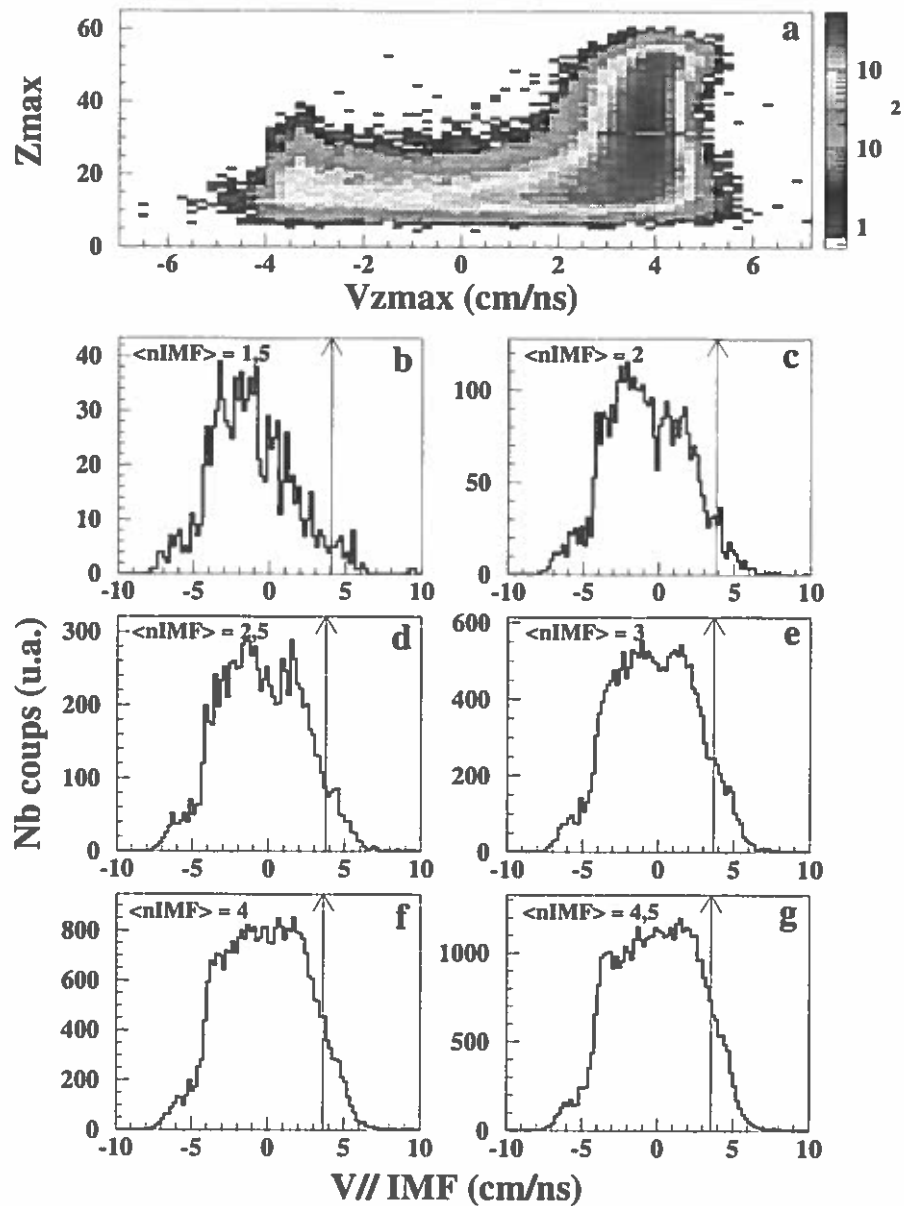 60
40
20
0
Zmax
a
10
2
10
1
-6 -4 -2 0 2 4 6
Vzmax (cm/ns)
<nIMF> = 1,5 b
40
30
20
10
0
-10 -5 0 5 10
<nIMF> = 2 c
100
50
0
-10 -5 0 5 10
Nb coups (u.a.)
<nIMF> = 2,5 d
300
200
100
0
-10 -5 0 5 10
<nIMF> = 3 e
600
400
200
0
-10 -5 0 5 10
<nIMF> = 4 f
800
600
400
200
0
-10 -5 0 5 10
<nIMF> = 4,5 g
1000
500
0
-10 -5 0 5 10
V// IMF (cm/ns)